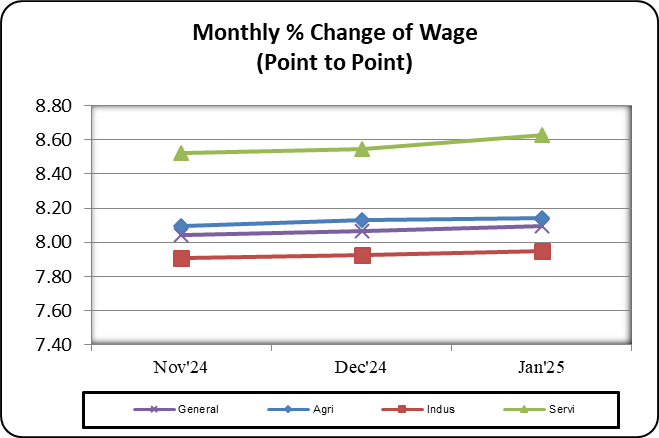 Monthly % Change of Wage
(Point to Point)
8.80
8.60
8.40
8.20
8.00
7.80
7.60
7.40
Nov'24 Dec'24 Jan'25
General Agri Indus Servi